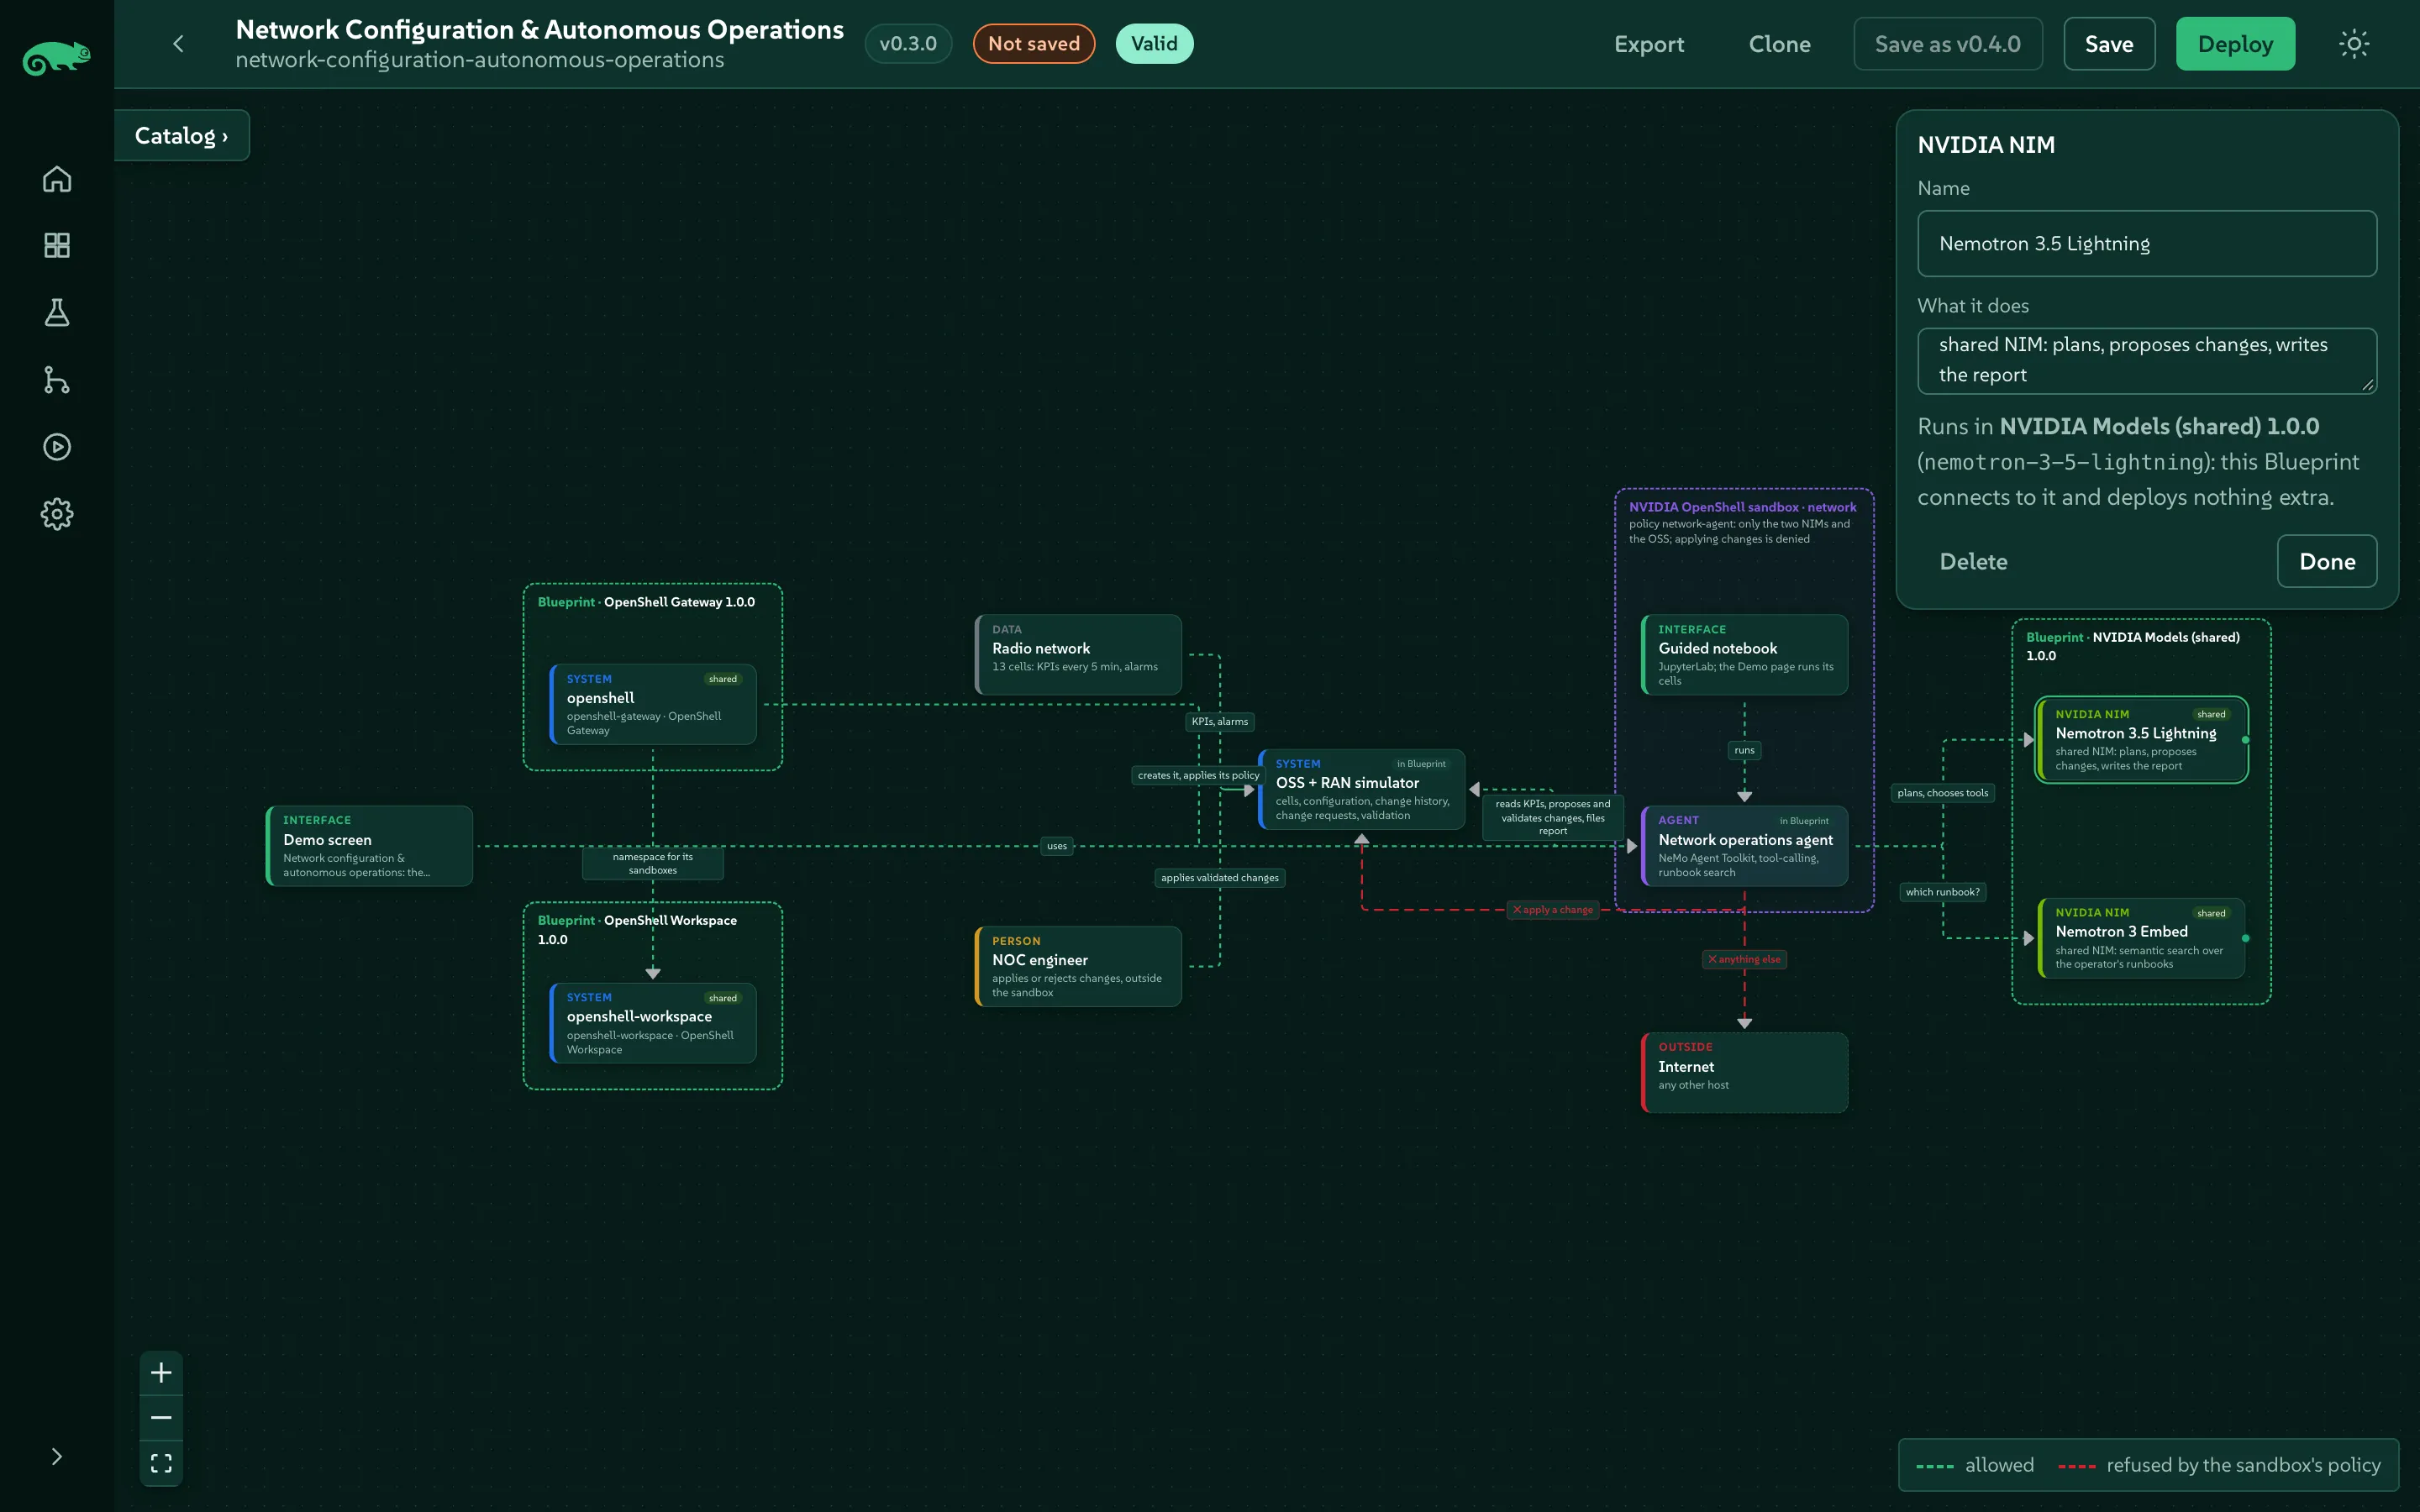 Network Configuration & Autonomous Operations
network-configuration-autonomous-operations
v0.3.0
Not saved
Valid
Export
Clone
Save as v0.4.0
Save
Deploy
Catalog ›
NVIDIA NIM
Name
Nemotron 3.5 Lightning
What it does
shared NIM: plans, proposes changes, writes
the report
Runs in NVIDIA Models (shared) 1.0.0
(nemotron-3-5-lightning): this Blueprint
connects to it and deploys nothing extra.
Delete
Done
Blueprint · OpenShell Gateway 1.0.0
SYSTEM
shared
openshell
openshell-gateway · OpenShell
Gateway
INTERFACE
Demo screen
Network configuration &
autonomous operations: the...
namespace for its
sandboxes
Blueprint · OpenShell Workspace
1.0.0
SYSTEM
shared
openshell-workspace
openshell-workspace · OpenShell
Workspace
DATA
Radio network
13 cells: KPIs every 5 min, alarms
KPIs, alarms
creates it, applies its policy
uses
applies validated changes
PERSON
NOC engineer
applies or rejects changes, outside
the sandbox
SYSTEM
in Blueprint
OSS + RAN simulator
cells, configuration, change history,
change requests, validation
reads KPIs, proposes and
validates changes, files
report
✕ apply a change
NVIDIA OpenShell sandbox · network
policy network-agent: only the two NIMs and
the OSS; applying changes is denied
INTERFACE
Guided notebook
JupyterLab; the Demo page runs its
cells
runs
AGENT
in Blueprint
Network operations agent
NeMo Agent Toolkit, tool-calling,
runbook search
✕ anything else
OUTSIDE
Internet
any other host
plans, chooses tools
which runbook?
Blueprint · NVIDIA Models (shared)
1.0.0
NVIDIA NIM
shared
Nemotron 3.5 Lightning
shared NIM: plans, proposes
changes, writes the report
NVIDIA NIM
shared
Nemotron 3 Embed
shared NIM: semantic search over
the operator's runbooks
allowed
refused by the sandbox's policy